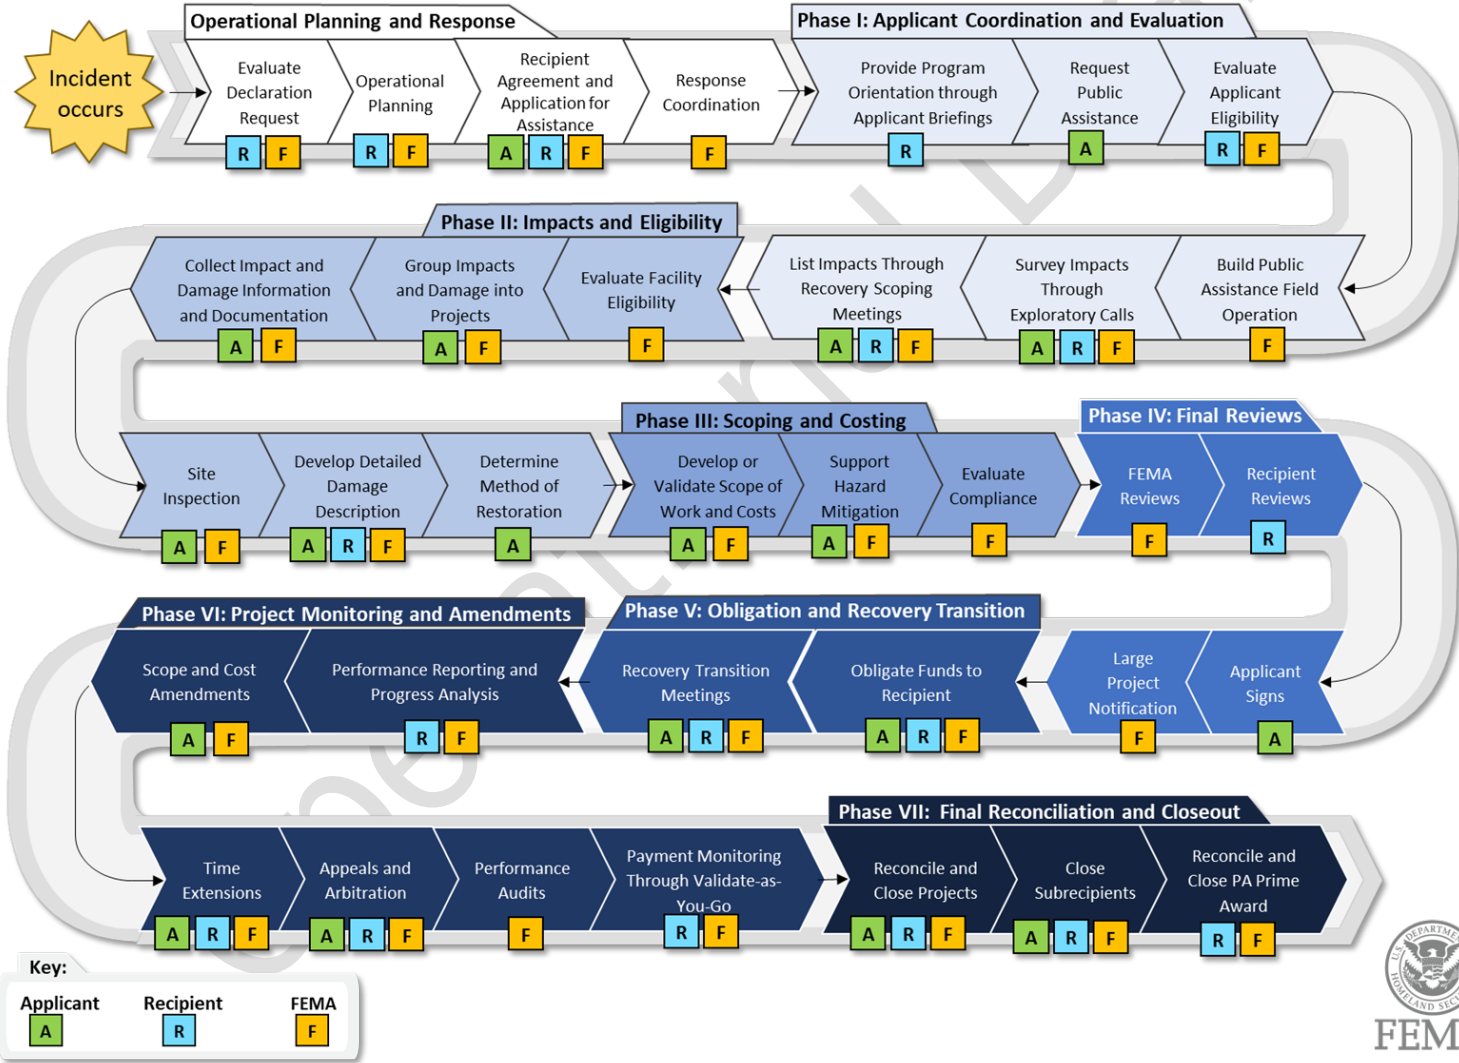 Operational Planning and Response
Phase I: Applicant Coordination and Evaluation
Incident
occurs
Evaluate
Declaration
Request
R F
Operational
Planning
R F
Recipient
Agreement and
Application for
Assistance
A R F
Response
Coordination
F
Provide Program
Orientation through
Applicant Briefings
R
Request
Public
Assistance
A
Evaluate
Applicant
Eligibility
R F
Build Public
Assistance Field
Operation
F
Survey Impacts
Through
Exploratory Calls
A R F
List Impacts Through
Recovery Scoping
Meetings
A R F
Phase II: Impacts and Eligibility
Evaluate Facility
Eligibility
F
Group Impacts
and Damage into
Projects
A F
Collect Impact and
Damage Information
and Documentation
A F
Site
Inspection
A F
Develop Detailed
Damage
Description
A R F
Determine
Method of
Restoration
A
Phase III: Scoping and Costing
Develop or
Validate Scope of
Work and Costs
A F
Support
Hazard
Mitigation
A F
Evaluate
Compliance
F
Phase IV: Final Reviews
FEMA
Reviews
F
Recipient
Reviews
R
Applicant
Signs
A
Large
Project
Notification
F
Phase V: Obligation and Recovery Transition
Obligate Funds to
Recipient
A R F
Recovery Transition
Meetings
A R F
Phase VI: Project Monitoring and Amendments
Performance Reporting and
Progress Analysis
R F
Scope and Cost
Amendments
A F
Time
Extensions
A R F
Appeals and
Arbitration
A R F
Performance
Audits
F
Payment Monitoring
Through Validate-as-
You-Go
R F
Phase VII: Final Reconciliation and Closeout
Reconcile and
Close Projects
A R F
Close
Subrecipients
A R F
Reconcile and
Close PA Prime
Award
R F
Key:
Applicant Recipient FEMA
A R F